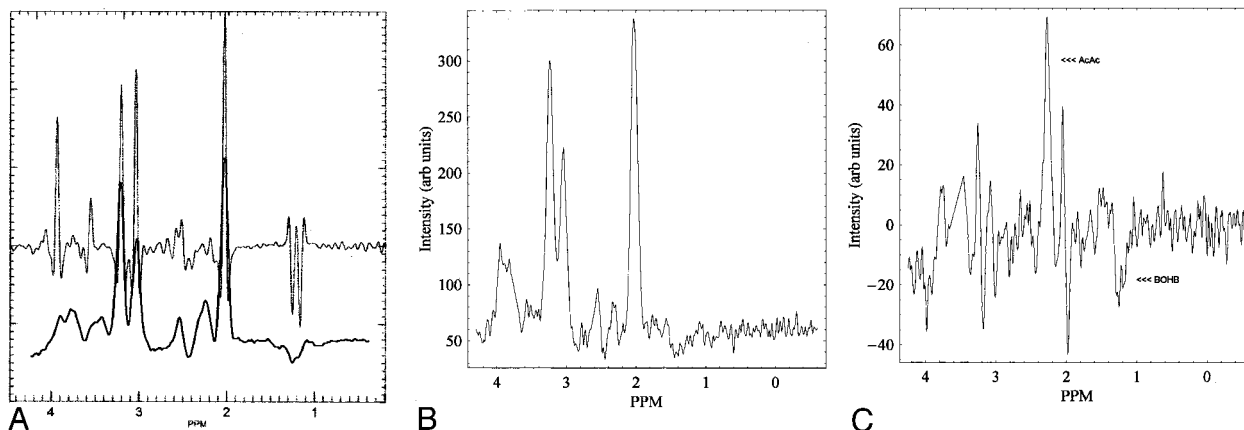 4 3 2 1
PPM
A
Intensity (arb units)
300
250
200
150
100
50
4 3 2 1 0
PPM
B
Intensity (arb units)
60
40
20
0
−20
−40
<<< AcAc
<<< BOHB
4 3 2 1 0
PPM
C